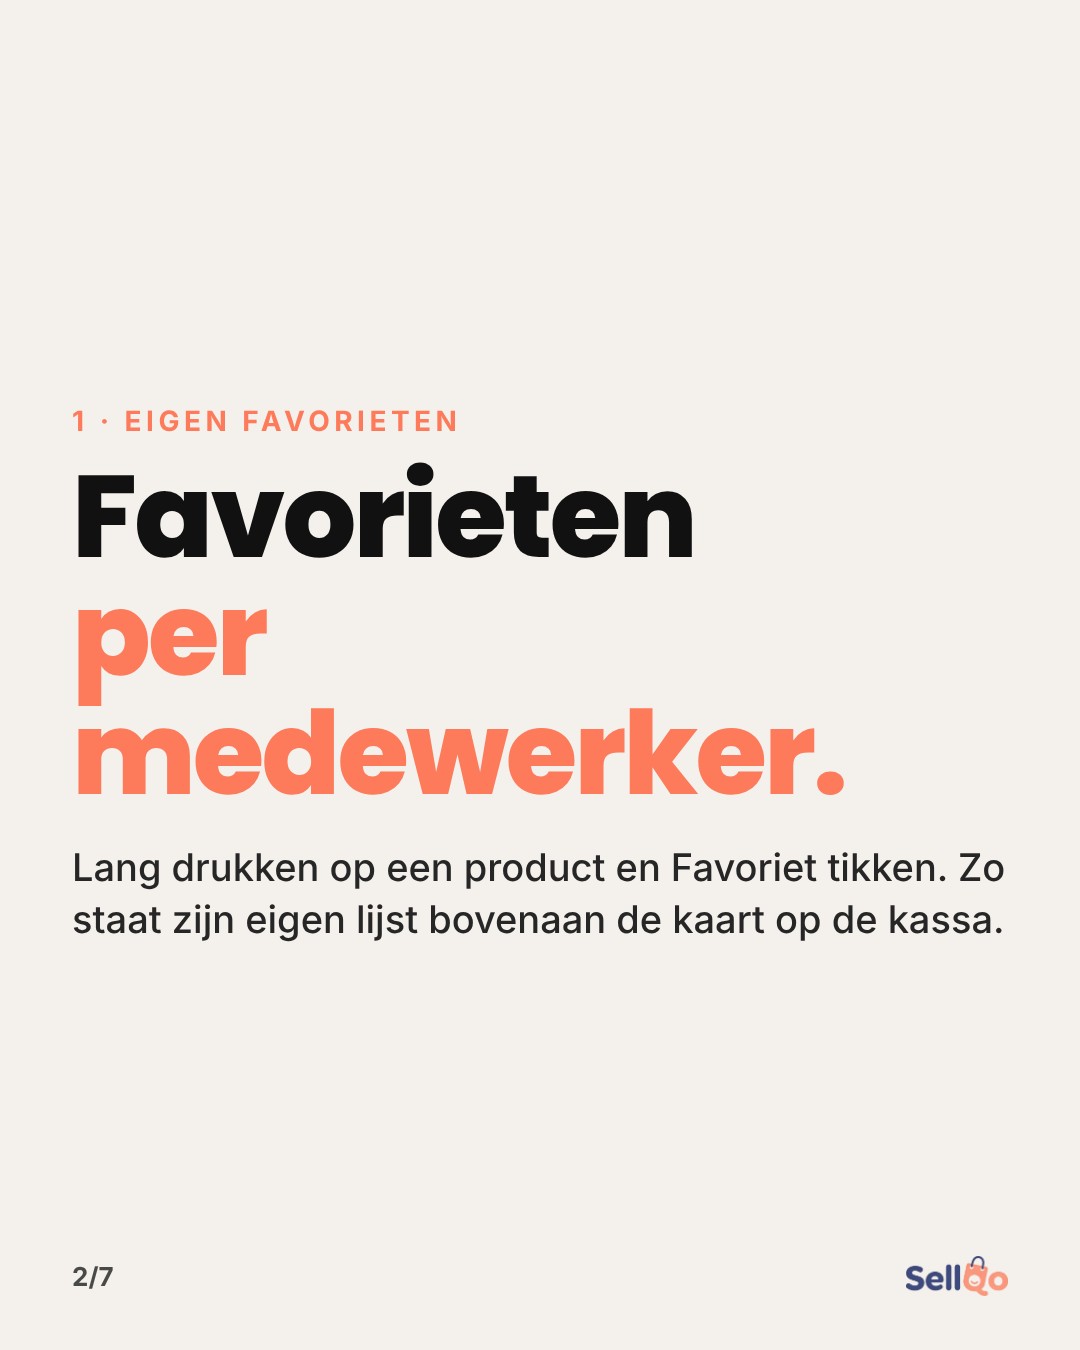 1 · EIGEN FAVORIETEN
Favorieten
per
medewerker.
Lang drukken op een product en Favoriet tikken. Zo
staat zijn eigen lijst bovenaan de kaart op de kassa.
2/7
SellQo